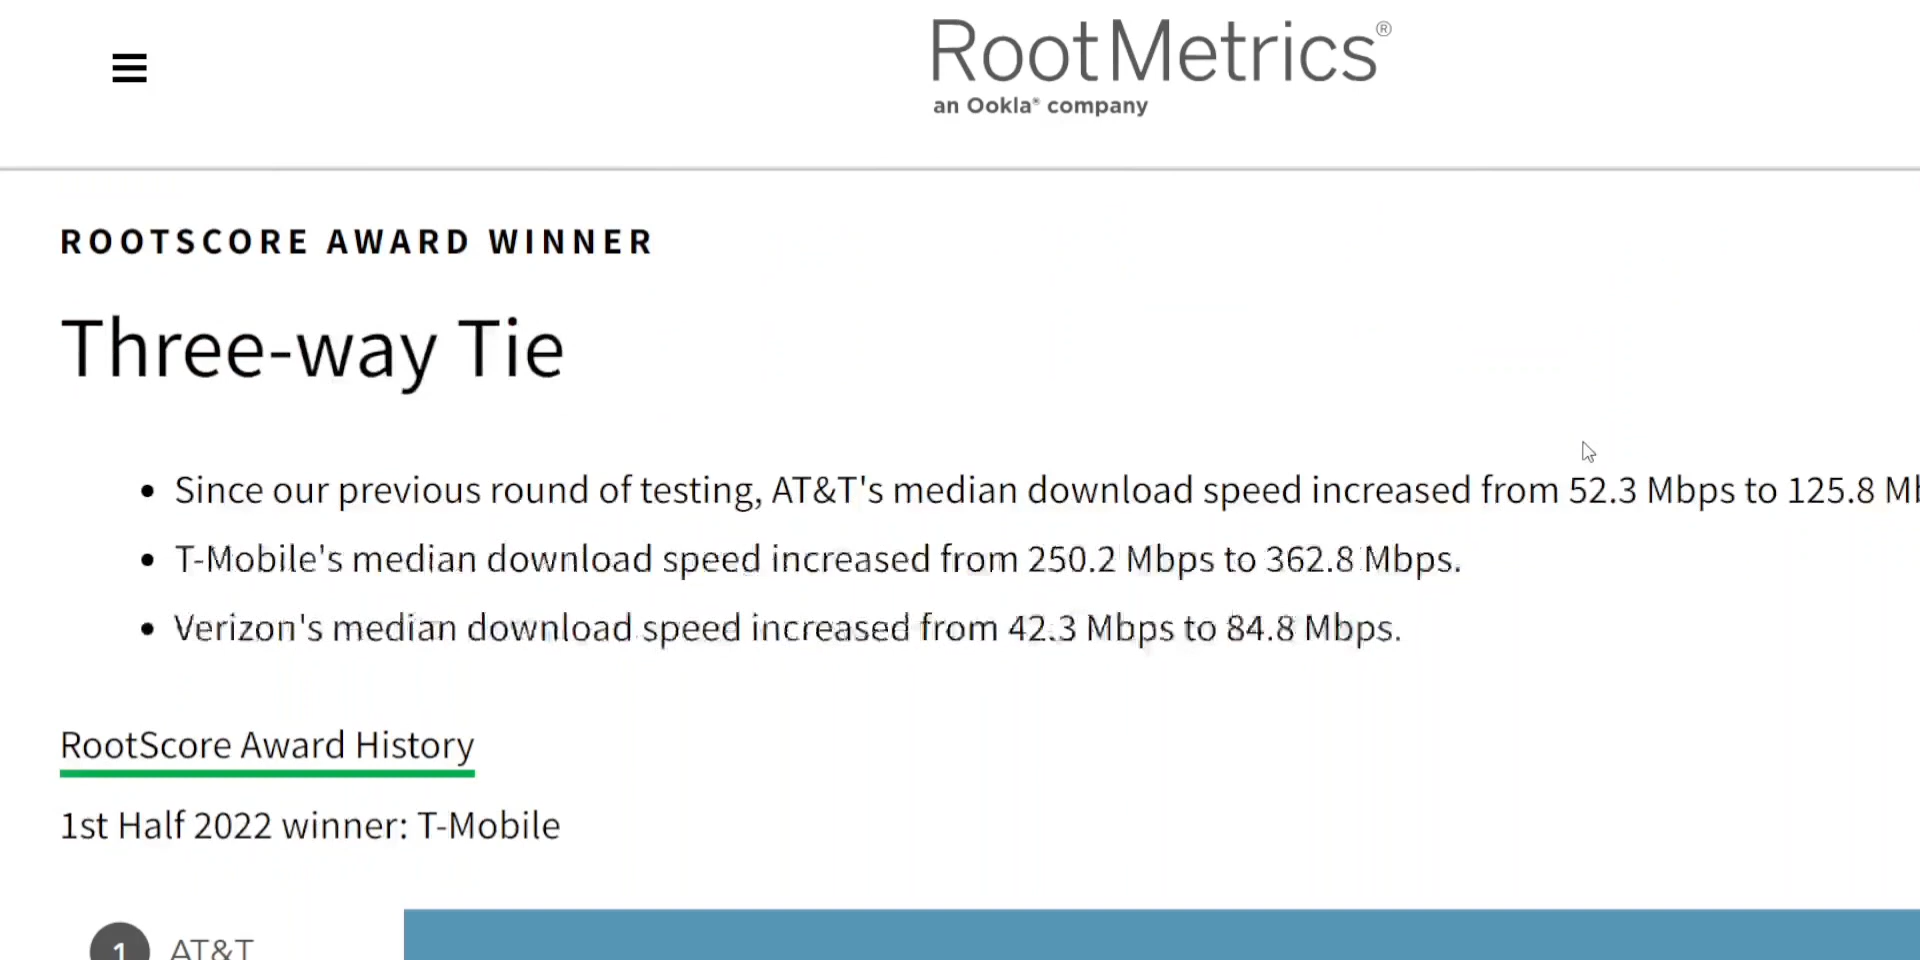 RootMetrics®
an Ookla® company
ROOTSCORE AWARD WINNER
Three-way Tie
• Since our previous round of testing, AT&T's median download speed increased from 52.3 Mbps to 125.8
• T-Mobile's median download speed increased from 250.2 Mbps to 362.8 Mbps.
• Verizon's median download speed increased from 42.3 Mbps to 84.8 Mbps.
RootScore Award History
1st Half 2022 winner: T-Mobile
1 AT&T